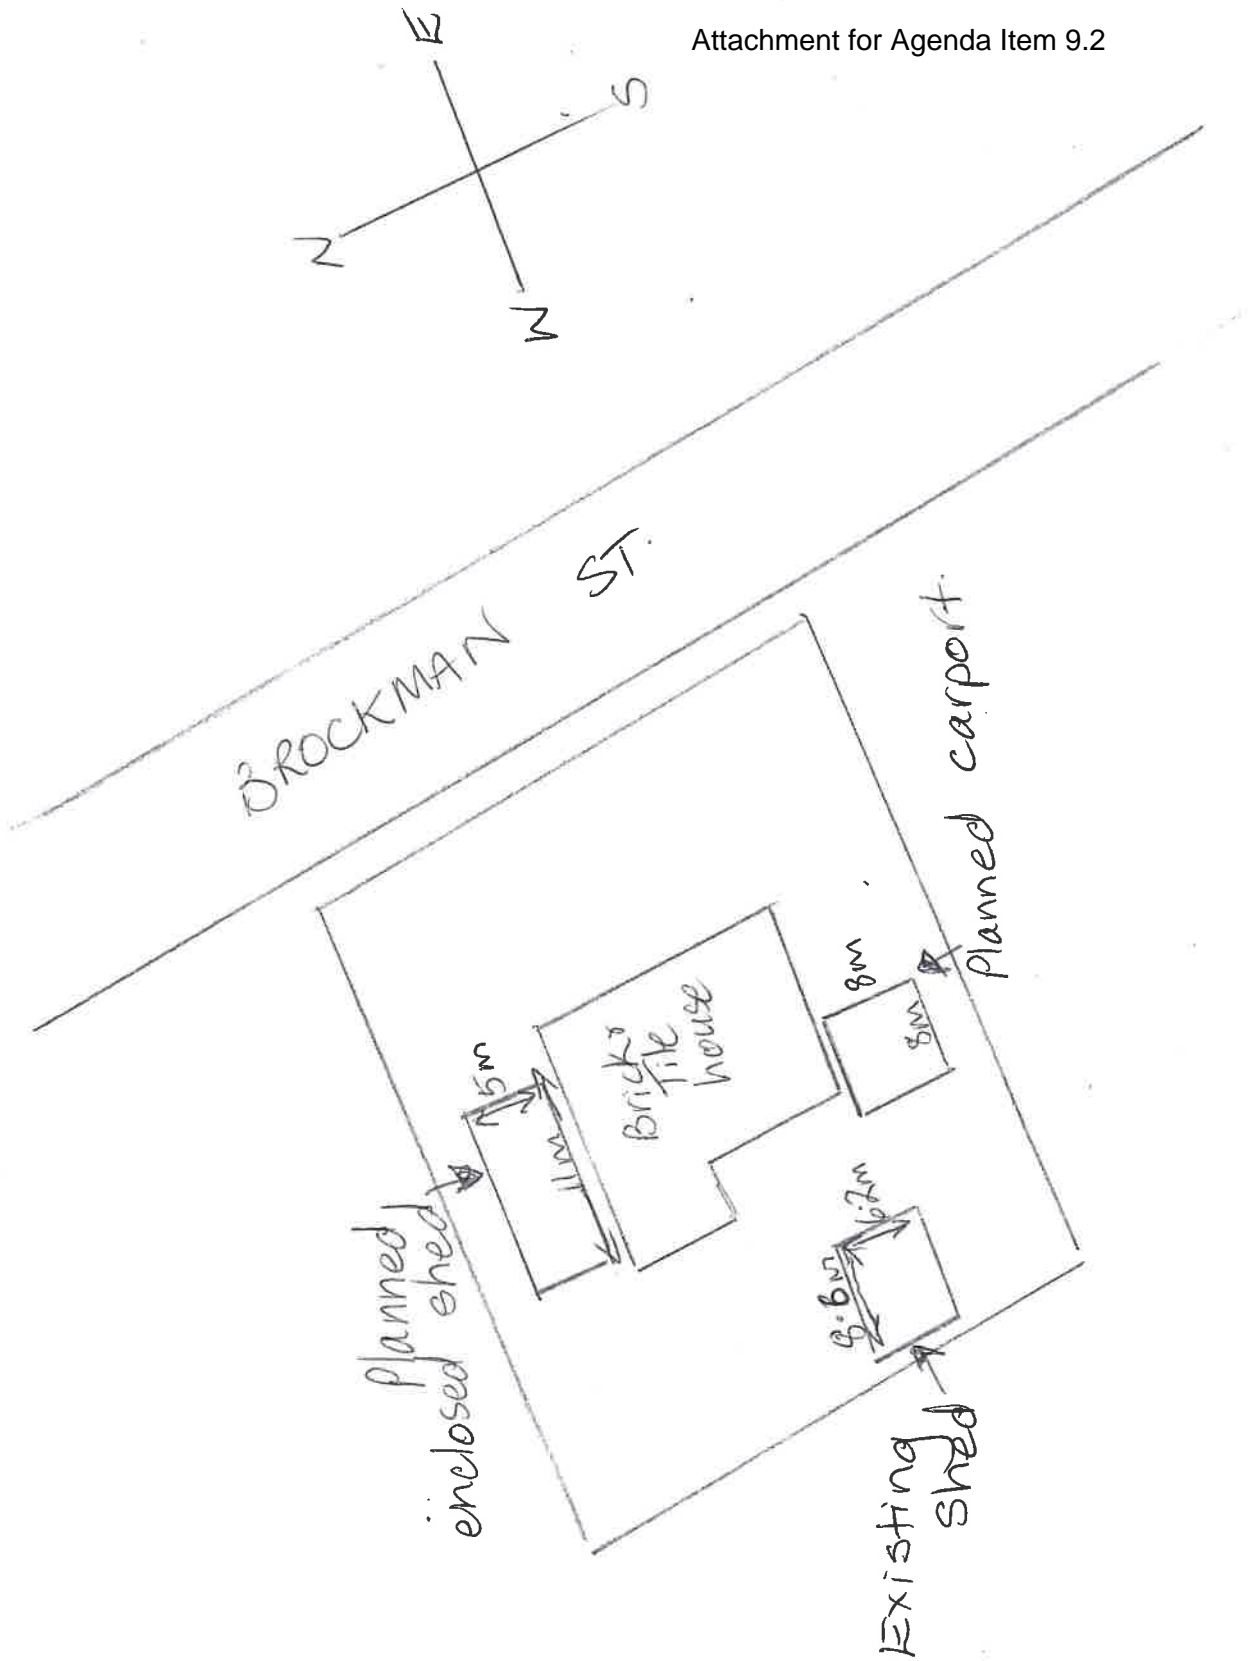 Attachment for Agenda Item 9.2
N
E
S
W
BROCKMAN ST.
Planned
enclosed shed
5m
11m
Brick &
Tile
house
8m
8m
Planned carport
8.8m
6.2m
Existing
Shed